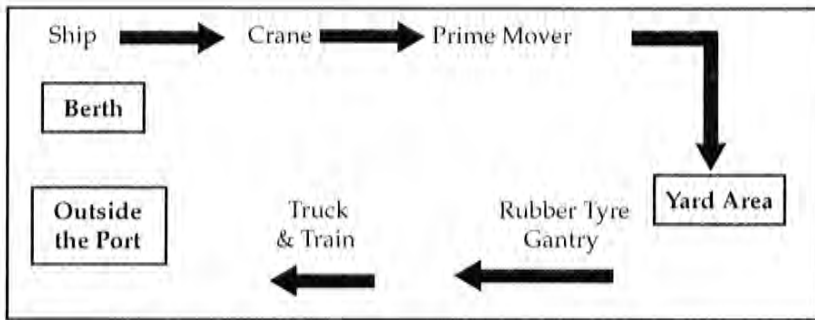 Ship Crane Prime Mover
Berth
Outside
the Port
Truck
& Train
Rubber Tyre
Gantry
Yard Area